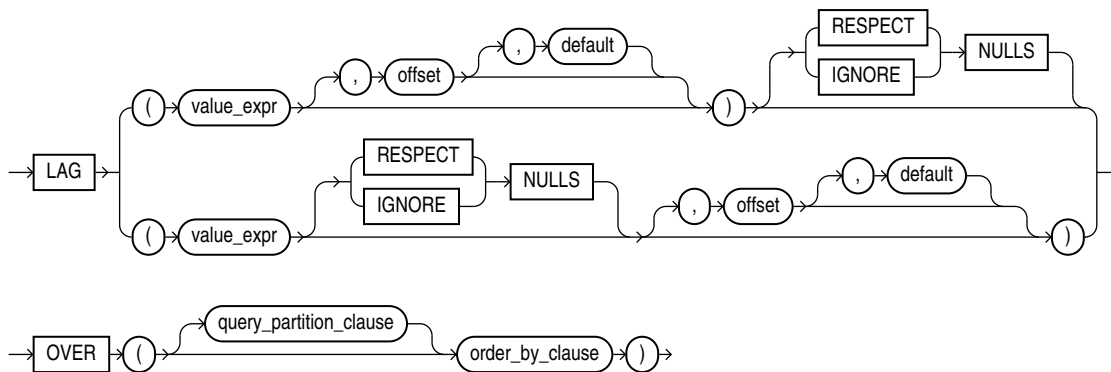 , default RESPECT
, offset IGNORE NULLS
( value_expr )
LAG
RESPECT , default
IGNORE NULLS , offset
( value_expr )
query_partition_clause
OVER ( order_by_clause )